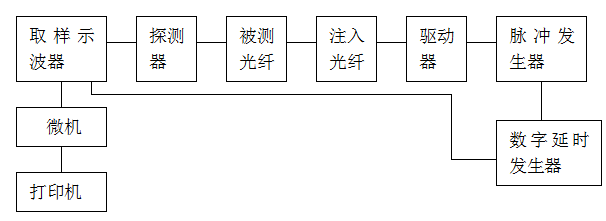 取样示
波器
探测
器
被测
光纤
注入
光纤
驱动
器
脉冲发
生器
微机
数字延时
发生器
打印机